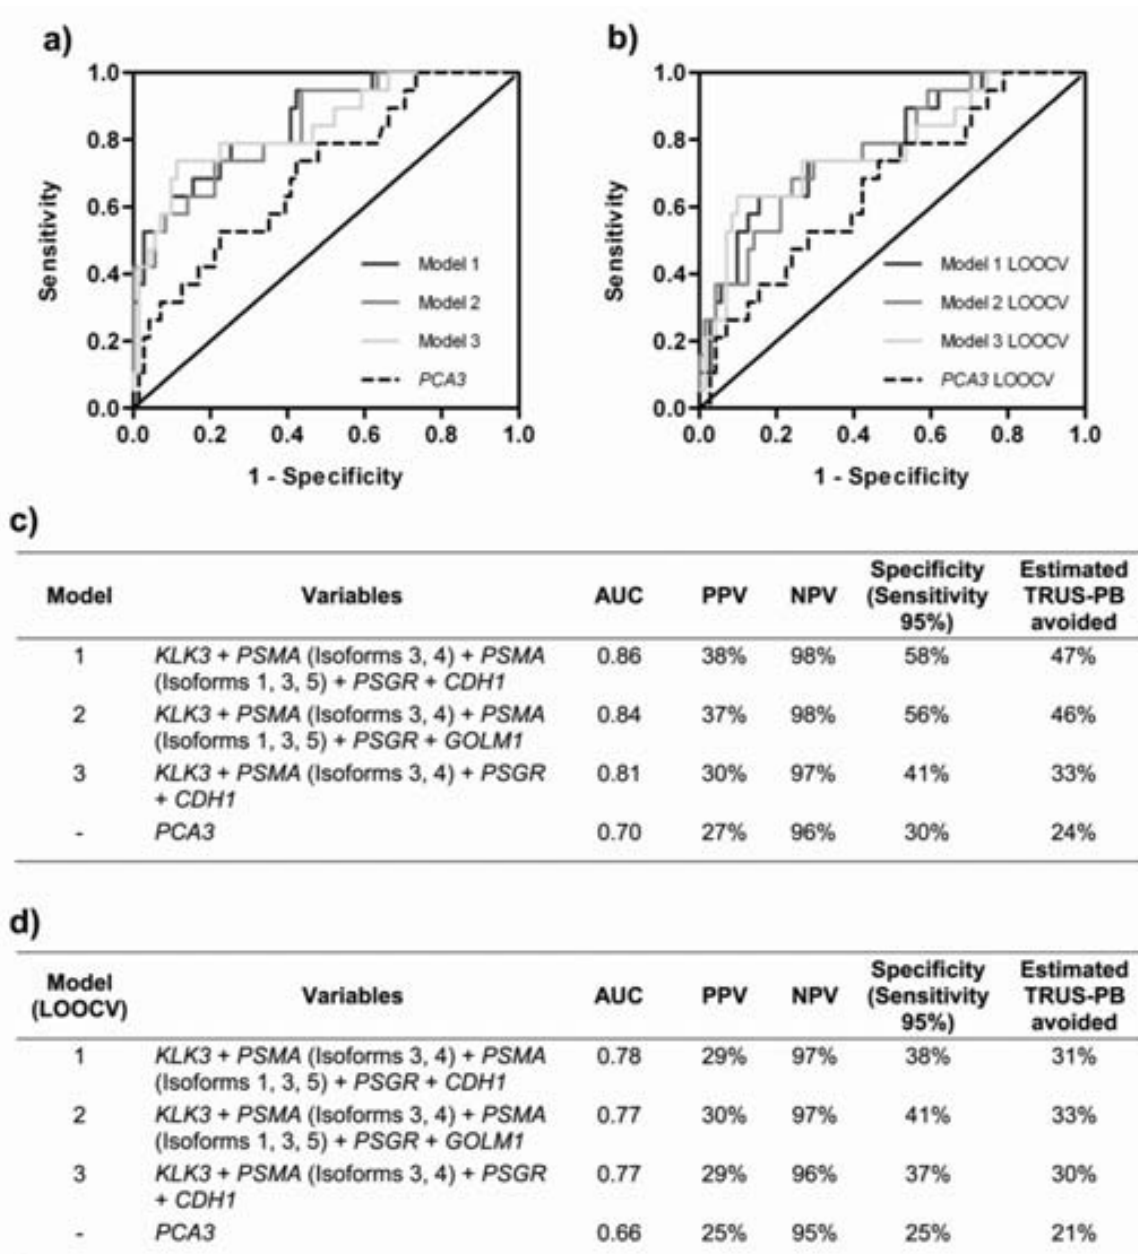 a)
1.0
0.8
0.6
0.4
0.2
0.0
Sensitivity
Model 1
Model 2
Model 3
PCA3
0.0 0.2 0.4 0.6 0.8 1.0
1 - Specificity
b)
1.0
0.8
0.6
0.4
0.2
0.0
Sensitivity
Model 1 LOOCV
Model 2 LOOCV
Model 3 LOOCV
PCA3 LOOCV
0.0 0.2 0.4 0.6 0.8 1.0
1 - Specificity
c)
Model Variables AUC PPV NPV Specificity (Sensitivity 95%) Estimated TRUS-PB avoided
1 KLK3 + PSMA (Isoforms 3, 4) + PSMA 0.86 38% 98% 58% 47%
(Isoforms 1, 3, 5) + PSGR + CDH1
2 KLK3 + PSMA (Isoforms 3, 4) + PSMA 0.84 37% 98% 56% 46%
(Isoforms 1, 3, 5) + PSGR + GOLM1
3 KLK3 + PSMA (Isoforms 3, 4) + PSGR 0.81 30% 97% 41% 33%
+ CDH1
- PCA3 0.70 27% 96% 30% 24%
d)
Model (LOOCV) Variables AUC PPV NPV Specificity (Sensitivity 95%) Estimated TRUS-PB avoided
1 KLK3 + PSMA (Isoforms 3, 4) + PSMA 0.78 29% 97% 38% 31%
(Isoforms 1, 3, 5) + PSGR + CDH1
2 KLK3 + PSMA (Isoforms 3, 4) + PSMA 0.77 30% 97% 41% 33%
(Isoforms 1, 3, 5) + PSGR + GOLM1
3 KLK3 + PSMA (Isoforms 3, 4) + PSGR 0.77 29% 96% 37% 30%
+ CDH1
- PCA3 0.66 25% 95% 25% 21%